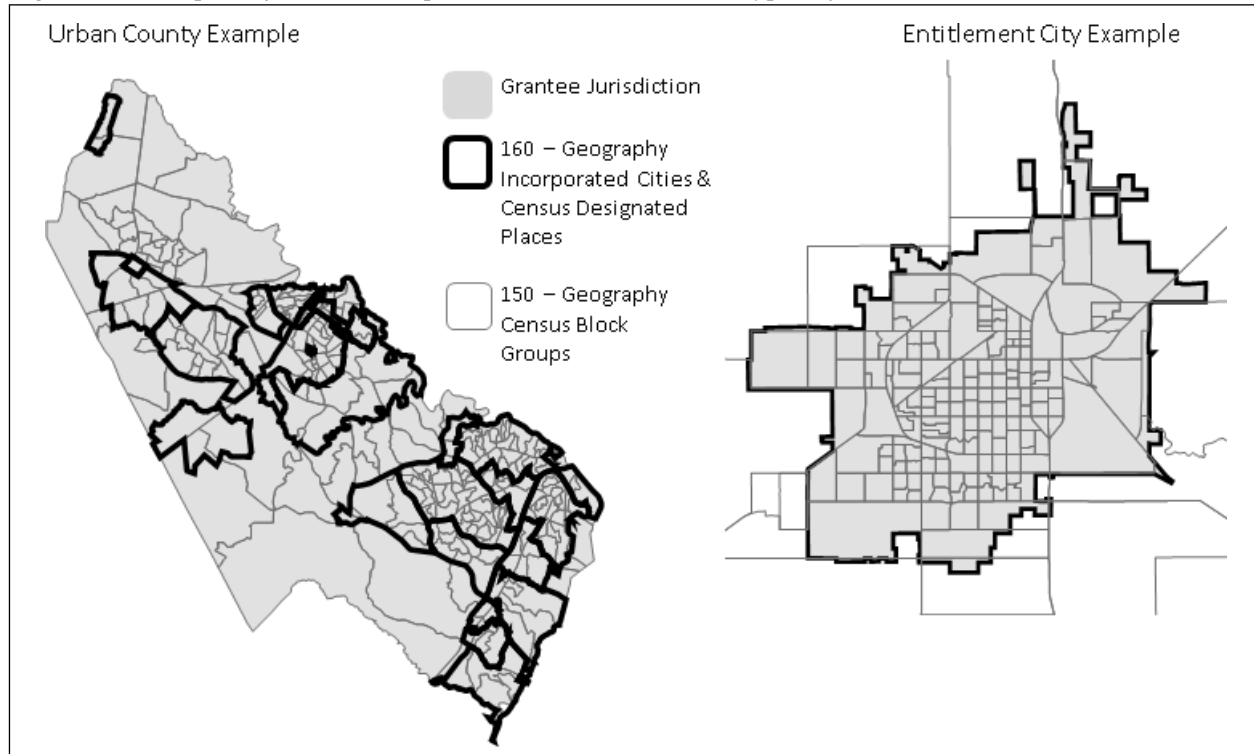 Urban County Example
Entitlement City Example
Grantee Jurisdiction
160 – Geography
Incorporated Cities &
Census Designated
Places
150 – Geography
Census Block
Groups